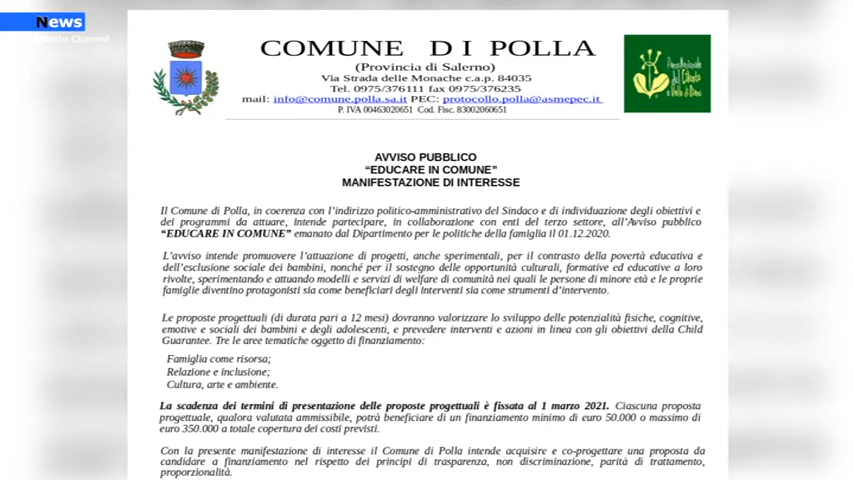 News
COMUNE DI POLLA
(Provincia di Salerno)
Via Strada delle Monache c.a.p. 84035
Tel. 0975/376111 fax 0975/376235
mail: info@comune.polla.sa.it PEC: protocollo.polla@asmepec.it
P. IVA 00463020651 Cod. Fisc. 83002060651
Parco Nazionale
del Cilento
e Vallo di Diano
AVVISO PUBBLICO
“EDUCARE IN COMUNE”
MANIFESTAZIONE DI INTERESSE
Il Comune di Polla, in coerenza con l’indirizzo politico-amministrativo del Sindaco e di individuazione degli obiettivi e
dei programmi da attuare, intende partecipare, in collaborazione con enti del terzo settore, all’Avviso pubblico
“EDUCARE IN COMUNE” emanato dal Dipartimento per le politiche della famiglia il 01.12.2020.
L’avviso intende promuovere l’attuazione di progetti, anche sperimentali, per il contrasto della povertà educativa e
dell’esclusione sociale dei bambini, nonché per il sostegno delle opportunità culturali, formative ed educative a loro
rivolte, sperimentando e attuando modelli e servizi di welfare di comunità nei quali le persone di minore età e le proprie
famiglie diventino protagonisti sia come beneficiari degli interventi sia come strumenti d’intervento.
Le proposte progettuali (di durata pari a 12 mesi) dovranno valorizzare lo sviluppo delle potenzialità fisiche, cognitive,
emotive e sociali dei bambini e degli adolescenti, e prevedere interventi e azioni in linea con gli obiettivi della Child
Guarantee. Tre le aree tematiche oggetto di finanziamento:
Famiglia come risorsa;
Relazione e inclusione;
Cultura, arte e ambiente.
La scadenza dei termini di presentazione delle proposte progettuali è fissata al 1 marzo 2021. Ciascuna proposta
progettuale, qualora valutata ammissibile, potrà beneficiare di un finanziamento minimo di euro 50.000 o massimo di
euro 350.000 a totale copertura dei costi previsti.
Con la presente manifestazione di interesse il Comune di Polla intende acquisire e co-progettare una proposta da
candidare a finanziamento nel rispetto dei principi di trasparenza, non discriminazione, parità di trattamento,
proporzionalità.